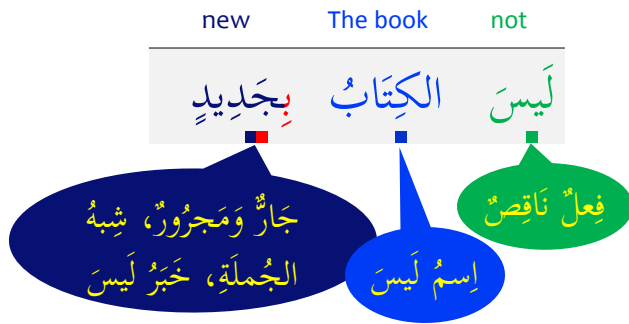 new The book not
لَيسَ الكِتَابُ بِجَدِيدٍ
فِعلٌ نَاقِصٌ
اِسمُ لَيسَ
جَارٌّ وَمَجرُورٌ، شِبهُ
الجُملَةِ، خَبَرُ لَيسَ